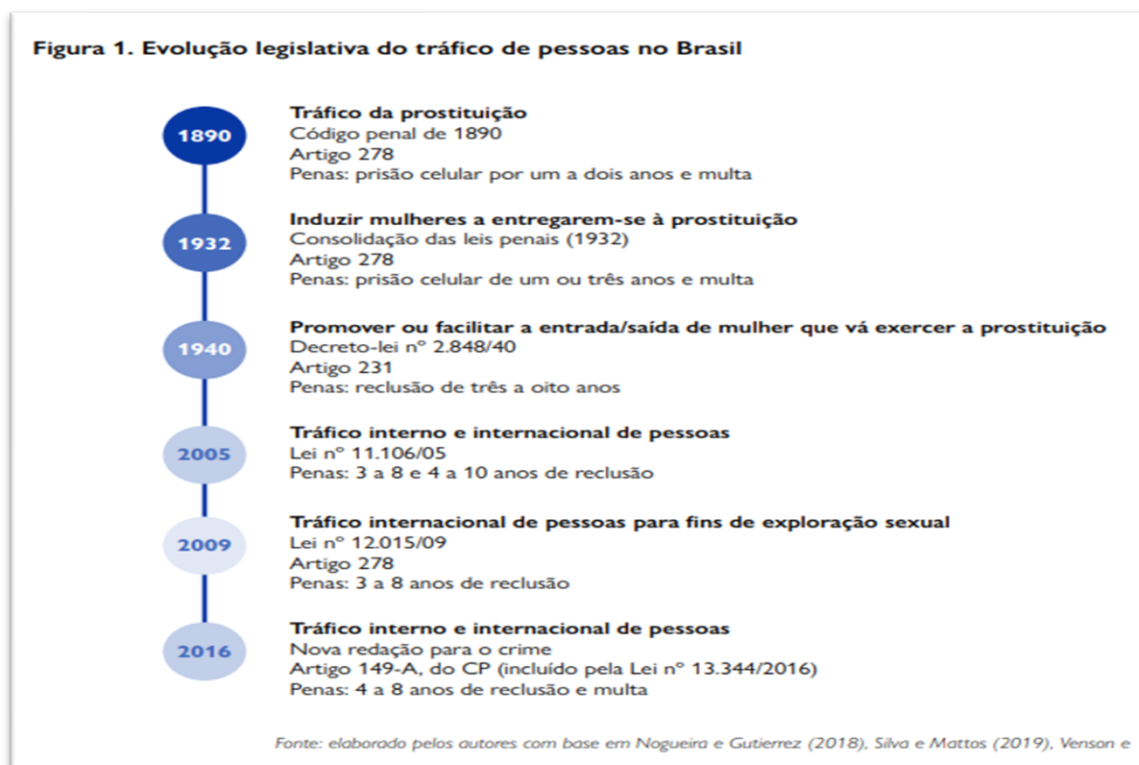 Figura 1. Evolução legislativa do tráfico de pessoas no Brasil
1890
Tráfico da prostituição
Código penal de 1890
Artigo 278
Penas: prisão celular por um a dois anos e multa
1932
Induzir mulheres a entregarem-se à prostituição
Consolidação das leis penais (1932)
Artigo 278
Penas: prisão celular de um ou três anos e multa
1940
Promover ou facilitar a entrada/saída de mulher que vá exercer a prostituição
Decreto-lei nº 2.848/40
Artigo 231
Penas: reclusão de três a oito anos
2005
Tráfico interno e internacional de pessoas
Lei nº 11.106/05
Penas: 3 a 8 e 4 a 10 anos de reclusão
2009
Tráfico internacional de pessoas para fins de exploração sexual
Lei nº 12.015/09
Artigo 278
Penas: 3 a 8 anos de reclusão
2016
Tráfico interno e internacional de pessoas
Nova redação para o crime
Artigo 149-A, do CP (incluído pela Lei nº 13.344/2016)
Penas: 4 a 8 anos de reclusão e multa
Fonte: elaborado pelos autores com base em Nogueira e Gutierrez (2018), Silva e Mattos (2019), Venson e